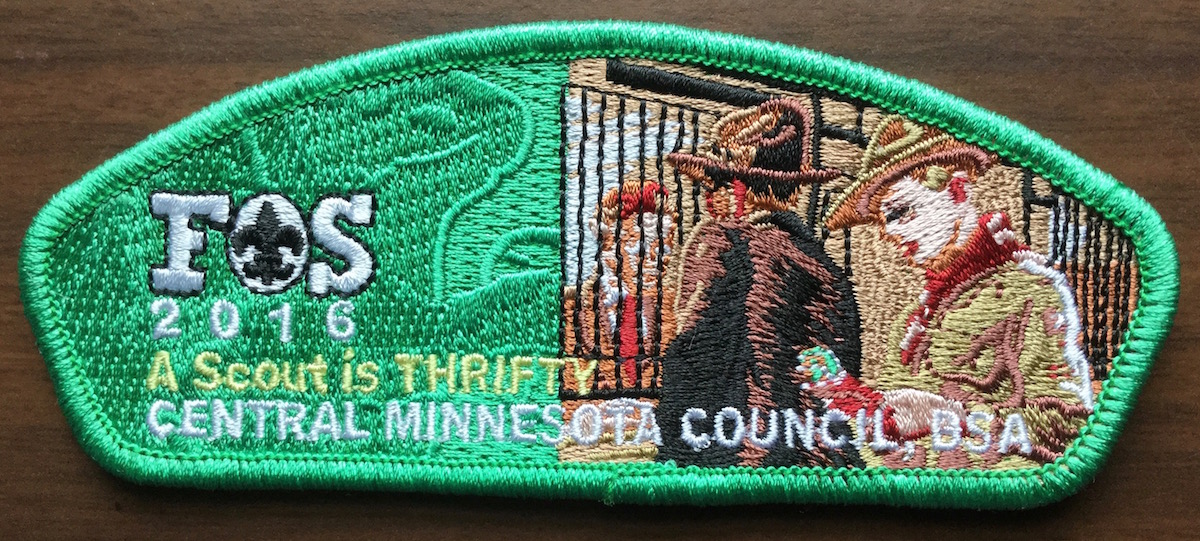 FOS
2016
A Scout is THRIFTY
CENTRAL MINNESOTA COUNCIL, BSA